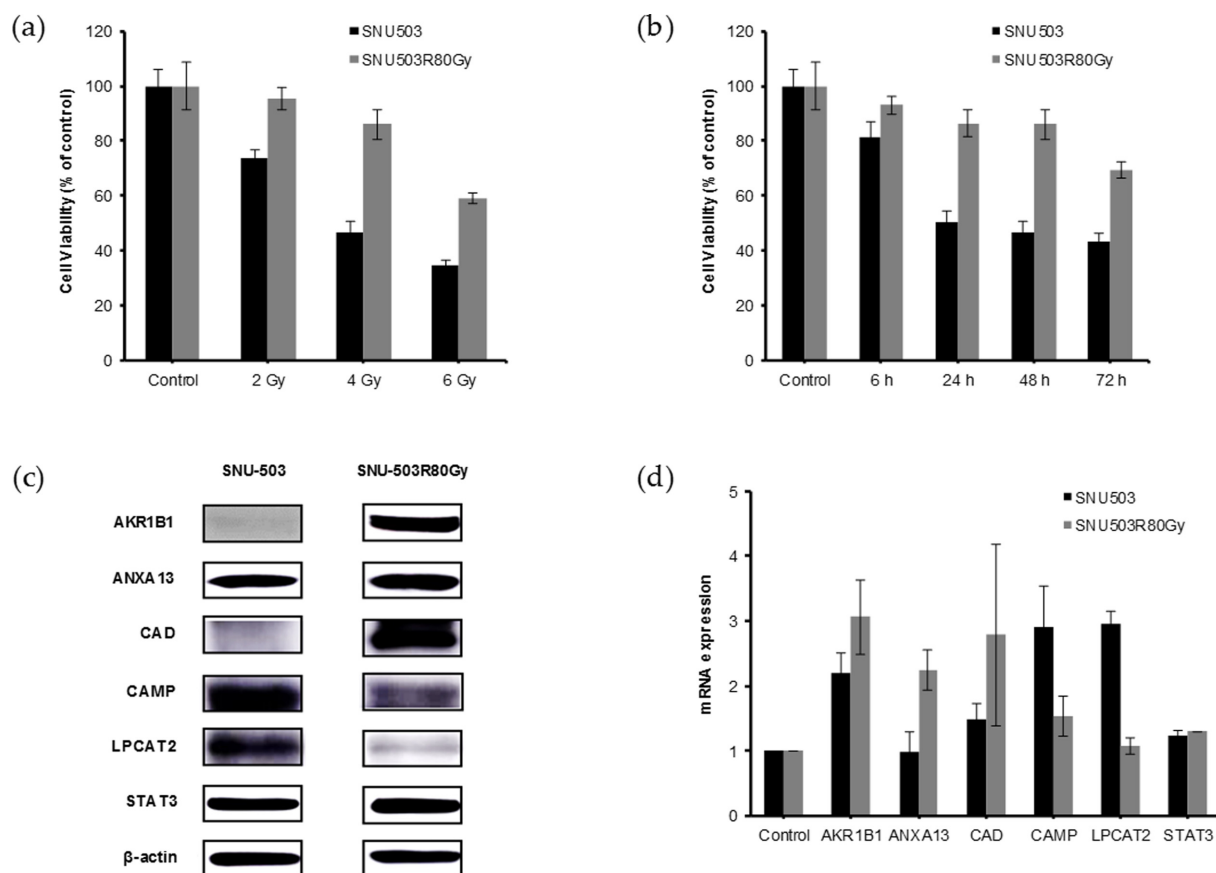 (a)
120
100
80
60
40
20
0
Cell Viability (% of control)
SNU503
SNU503R80Gy
Control 2 Gy 4 Gy 6 Gy
(b)
120
100
80
60
40
20
0
Cell Viability (% of control)
SNU503
SNU503R80Gy
Control 6 h 24 h 48 h 72 h
(c)
SNU-503 SNU-503R80Gy
AKR1B1
ANXA13
CAD
CAMP
LPCAT2
STAT3
β-actin
(d)
5
4
3
2
1
0
mRNA expression
SNU503
SNU503R80Gy
Control AKR1B1 ANXA13 CAD CAMP LPCAT2 STAT3